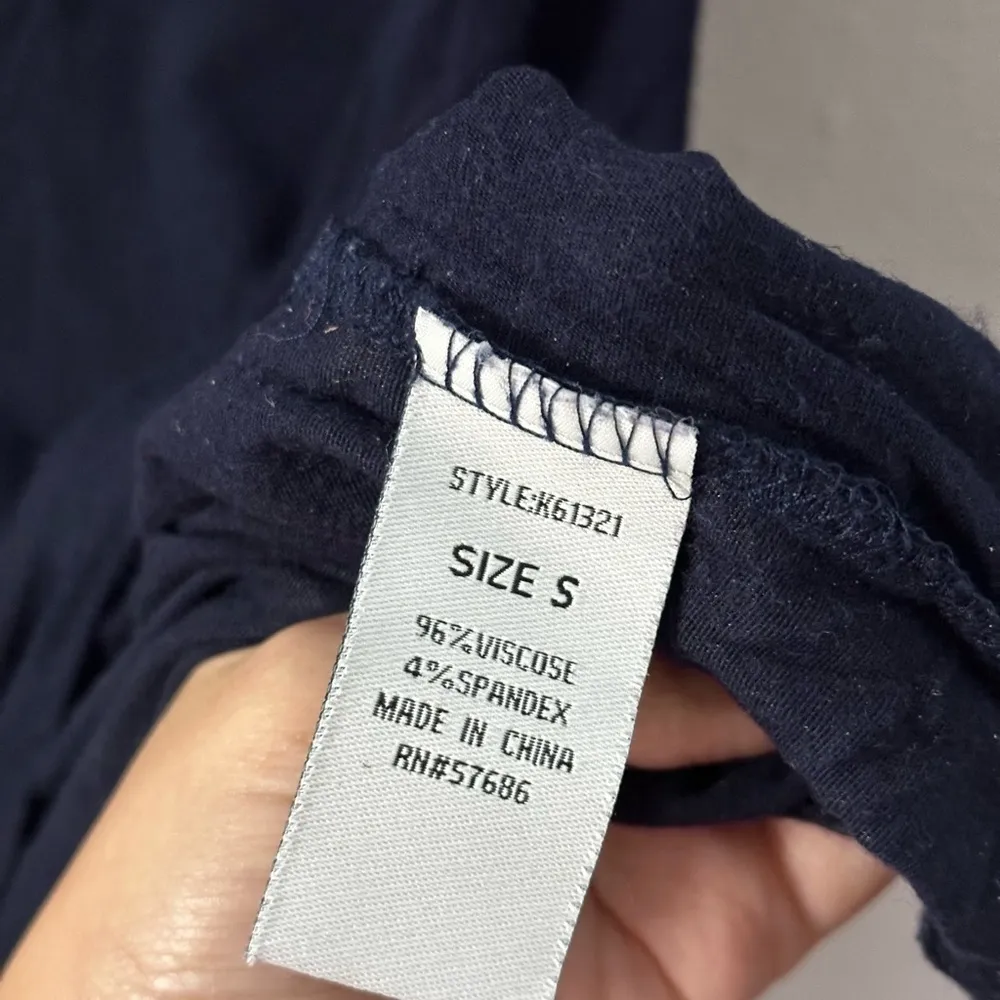 STYLE:K61321
SIZE S
96%VISCOSE
4%SPANDEX
MADE IN CHINA
RN#57686